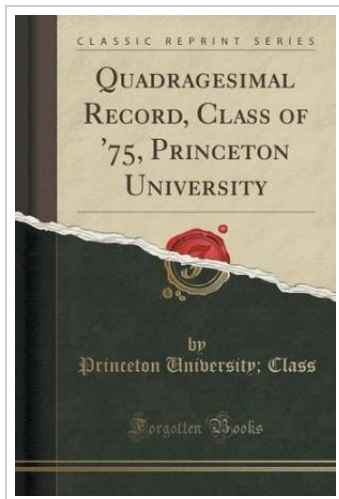 CLASSIC REPRINT SERIES
QUADRAGESIMAL
RECORD, CLASS OF
'75, PRINCETON
UNIVERSITY
by
Princeton University; Class
Forgotten Books